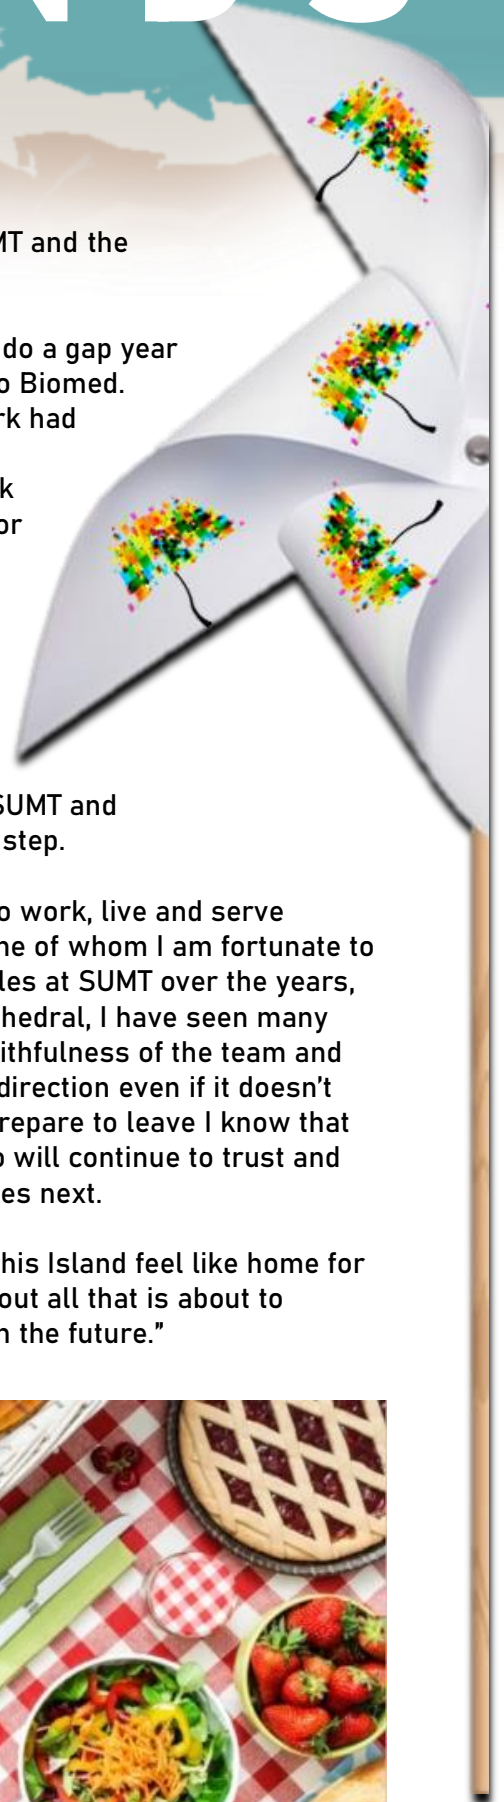 NDS
MT and the
do a gap year
o Biomed.
rk had
k
or
SUMT and
step.
o work, live and serve
ne of whom I am fortunate to
les at SUMT over the years,
hedral, I have seen many
ithfulness of the team and
direction even if it doesn't
repare to leave I know that
o will continue to trust and
es next.
his Island feel like home for
out all that is about to
n the future."